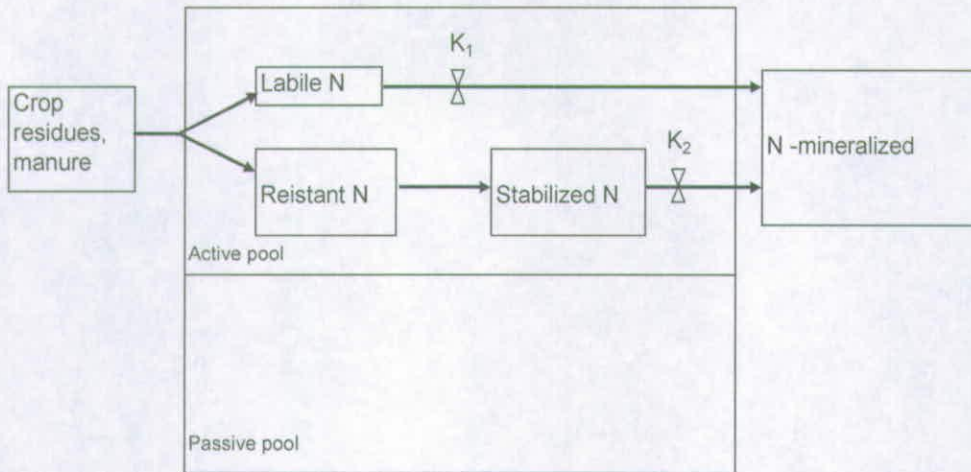 K₁
Labile N
Crop
residues,
manure
N -mineralized
K₂
Reistant N
Stabilized N
Active pool
Passive pool